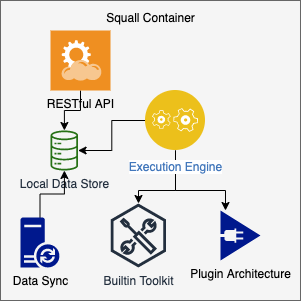 Squall Container
RESTful API
Execution Engine
Local Data Store
Data Sync
Builtin Toolkit
Plugin Architecture